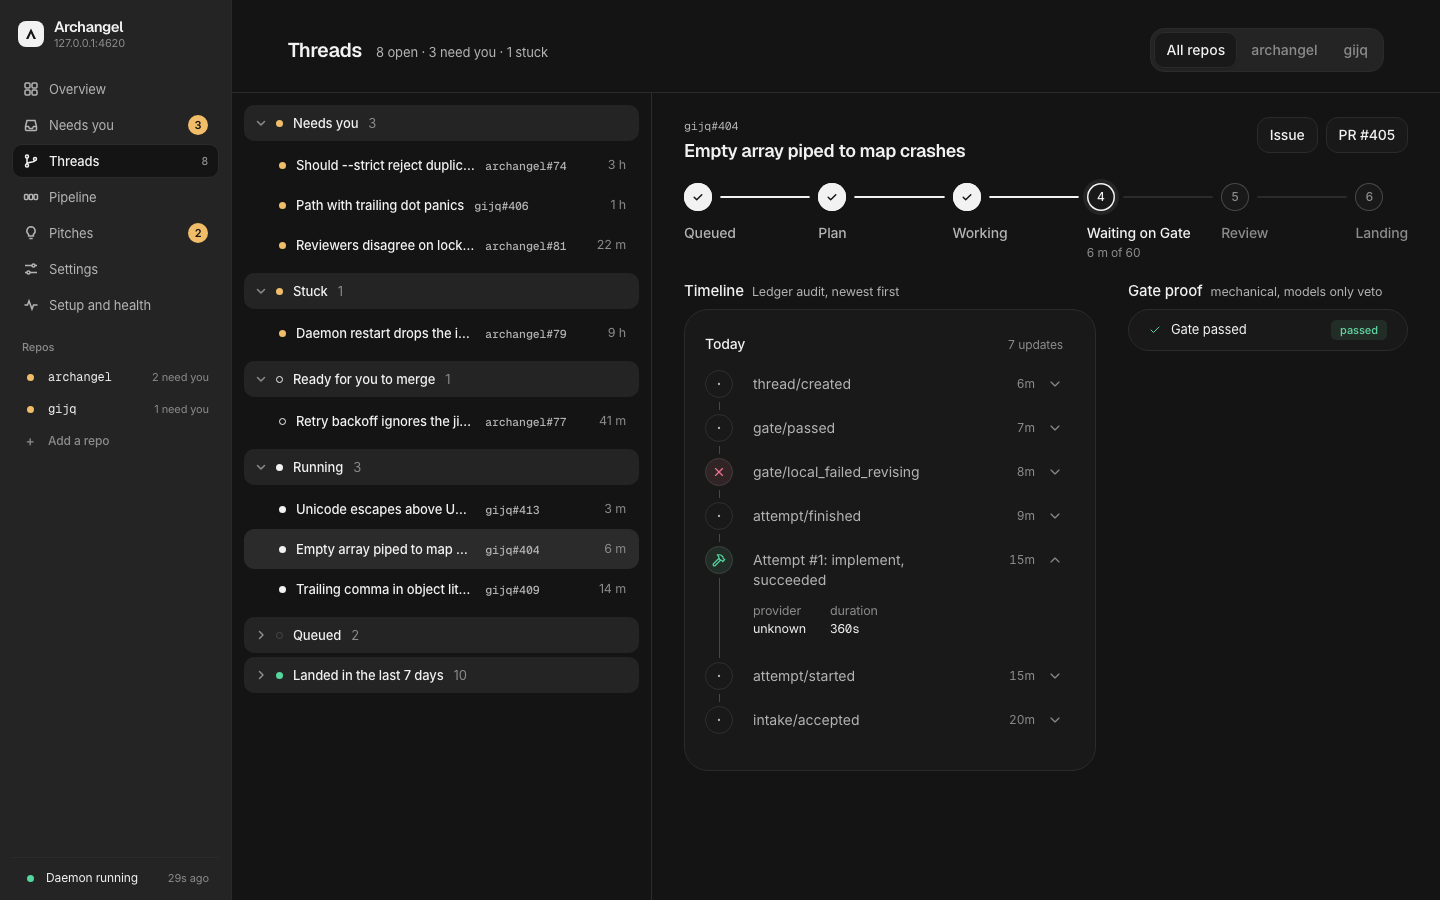 Archangel
127.0.0.1:4620
Overview
Needs you 3
Threads 8
Pipeline
Pitches 2
Settings
Setup and health
Repos
archangel 2 need you
gijq 1 need you
+ Add a repo
Daemon running 29s ago
Threads 8 open · 3 need you · 1 stuck
All repos archangel gijq
Needs you 3
Should --strict reject duplic... archangel#74 3 h
Path with trailing dot panics gijq#406 1 h
Reviewers disagree on lock... archangel#81 22 m
Stuck 1
Daemon restart drops the i... archangel#79 9 h
Ready for you to merge 1
Retry backoff ignores the ji... archangel#77 41 m
Running 3
Unicode escapes above U... gijq#413 3 m
Empty array piped to map ... gijq#404 6 m
Trailing comma in object lit... gijq#409 14 m
Queued 2
Landed in the last 7 days 10
gijq#404
Empty array piped to map crashes
Issue PR #405
4 5 6
Queued Plan Working Waiting on Gate Review Landing
6 m of 60
Timeline Ledger audit, newest first
Today 7 updates
thread/created 6m
gate/passed 7m
gate/local_failed_revising 8m
attempt/finished 9m
Attempt #1: implement, 15m
succeeded
provider duration
unknown 360s
attempt/started 15m
intake/accepted 20m
Gate proof mechanical, models only veto
Gate passed passed